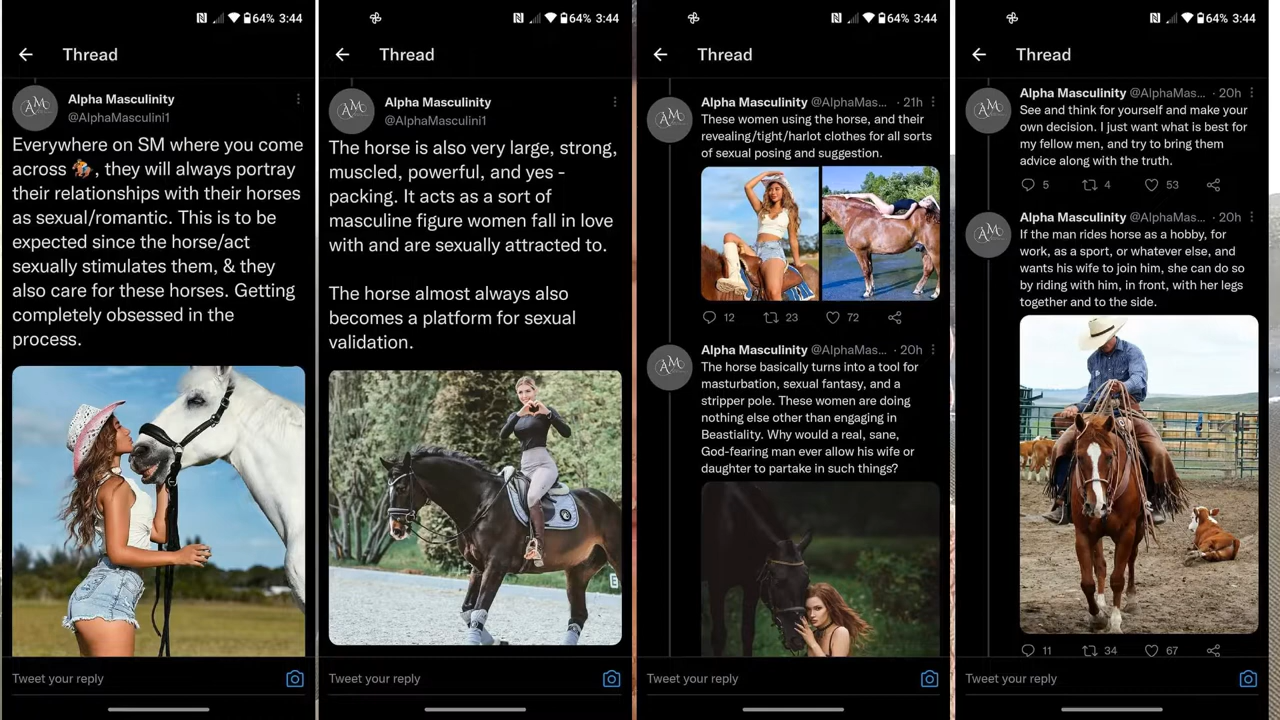 64% 3:44
Thread
Alpha Masculinity
@AlphaMasculini1
Everywhere on SM where you come
across 🏇, they will always portray
their relationships with their horses
as sexual/romantic. This is to be
expected since the horse/act
sexually stimulates them, & they
also care for these horses. Getting
completely obsessed in the
process.
Tweet your reply
64% 3:44
Thread
Alpha Masculinity
@AlphaMasculini1
The horse is also very large, strong,
muscled, powerful, and yes -
packing. It acts as a sort of
masculine figure women fall in love
with and are sexually attracted to.
The horse almost always also
becomes a platform for sexual
validation.
Tweet your reply
64% 3:44
Thread
Alpha Masculinity @AlphaMas... · 21h
These women using the horse, and their
revealing/tight/harlot clothes for all sorts
of sexual posing and suggestion.
12 23 72
Alpha Masculinity @AlphaMas... · 20h
The horse basically turns into a tool for
masturbation, sexual fantasy, and a
stripper pole. These women are doing
nothing else other than engaging in
Beastiality. Why would a real, sane,
God-fearing man ever allow his wife or
daughter to partake in such things?
Tweet your reply
64% 3:44
Thread
Alpha Masculinity @AlphaMas... · 20h
See and think for yourself and make your
own decision. I just want what is best for
my fellow men, and try to bring them
advice along with the truth.
5 4 53
Alpha Masculinity @AlphaMas... · 20h
If the man rides horse as a hobby, for
work, as a sport, or whatever else, and
wants his wife to join him, she can do so
by riding with him, in front, with her legs
together and to the side.
11 34 67
Tweet your reply